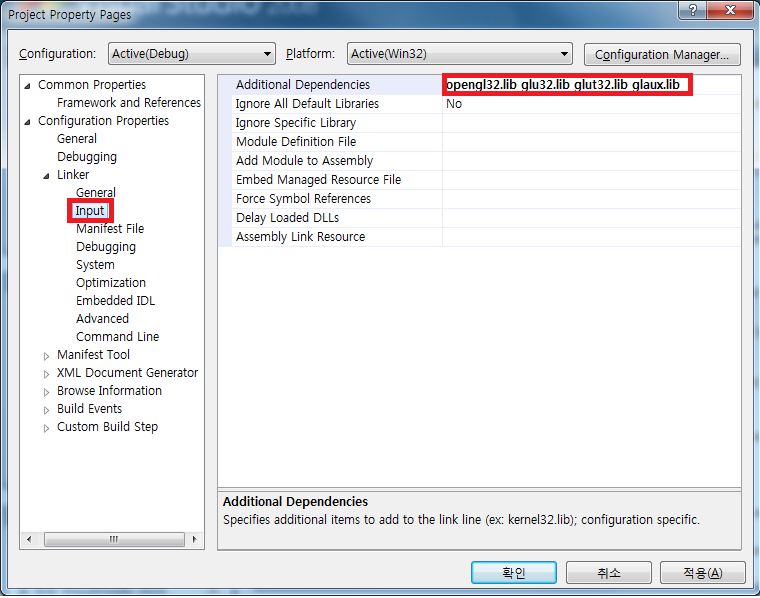 Project Property Pages
Configuration: Active(Debug) Platform: Active(Win32) Configuration Manager...
Common Properties
Framework and References
Configuration Properties
General
Debugging
Linker
General
Input
Manifest File
Debugging
System
Optimization
Embedded IDL
Advanced
Command Line
Manifest Tool
XML Document Generator
Browse Information
Build Events
Custom Build Step
Additional Dependencies opengl32.lib glu32.lib glut32.lib glaux.lib
Ignore All Default Libraries No
Ignore Specific Library
Module Definition File
Add Module to Assembly
Embed Managed Resource File
Force Symbol References
Delay Loaded DLLs
Assembly Link Resource
Additional Dependencies
Specifies additional items to add to the link line (ex: kernel32.lib); configuration specific.
확인 취소 적용(A)